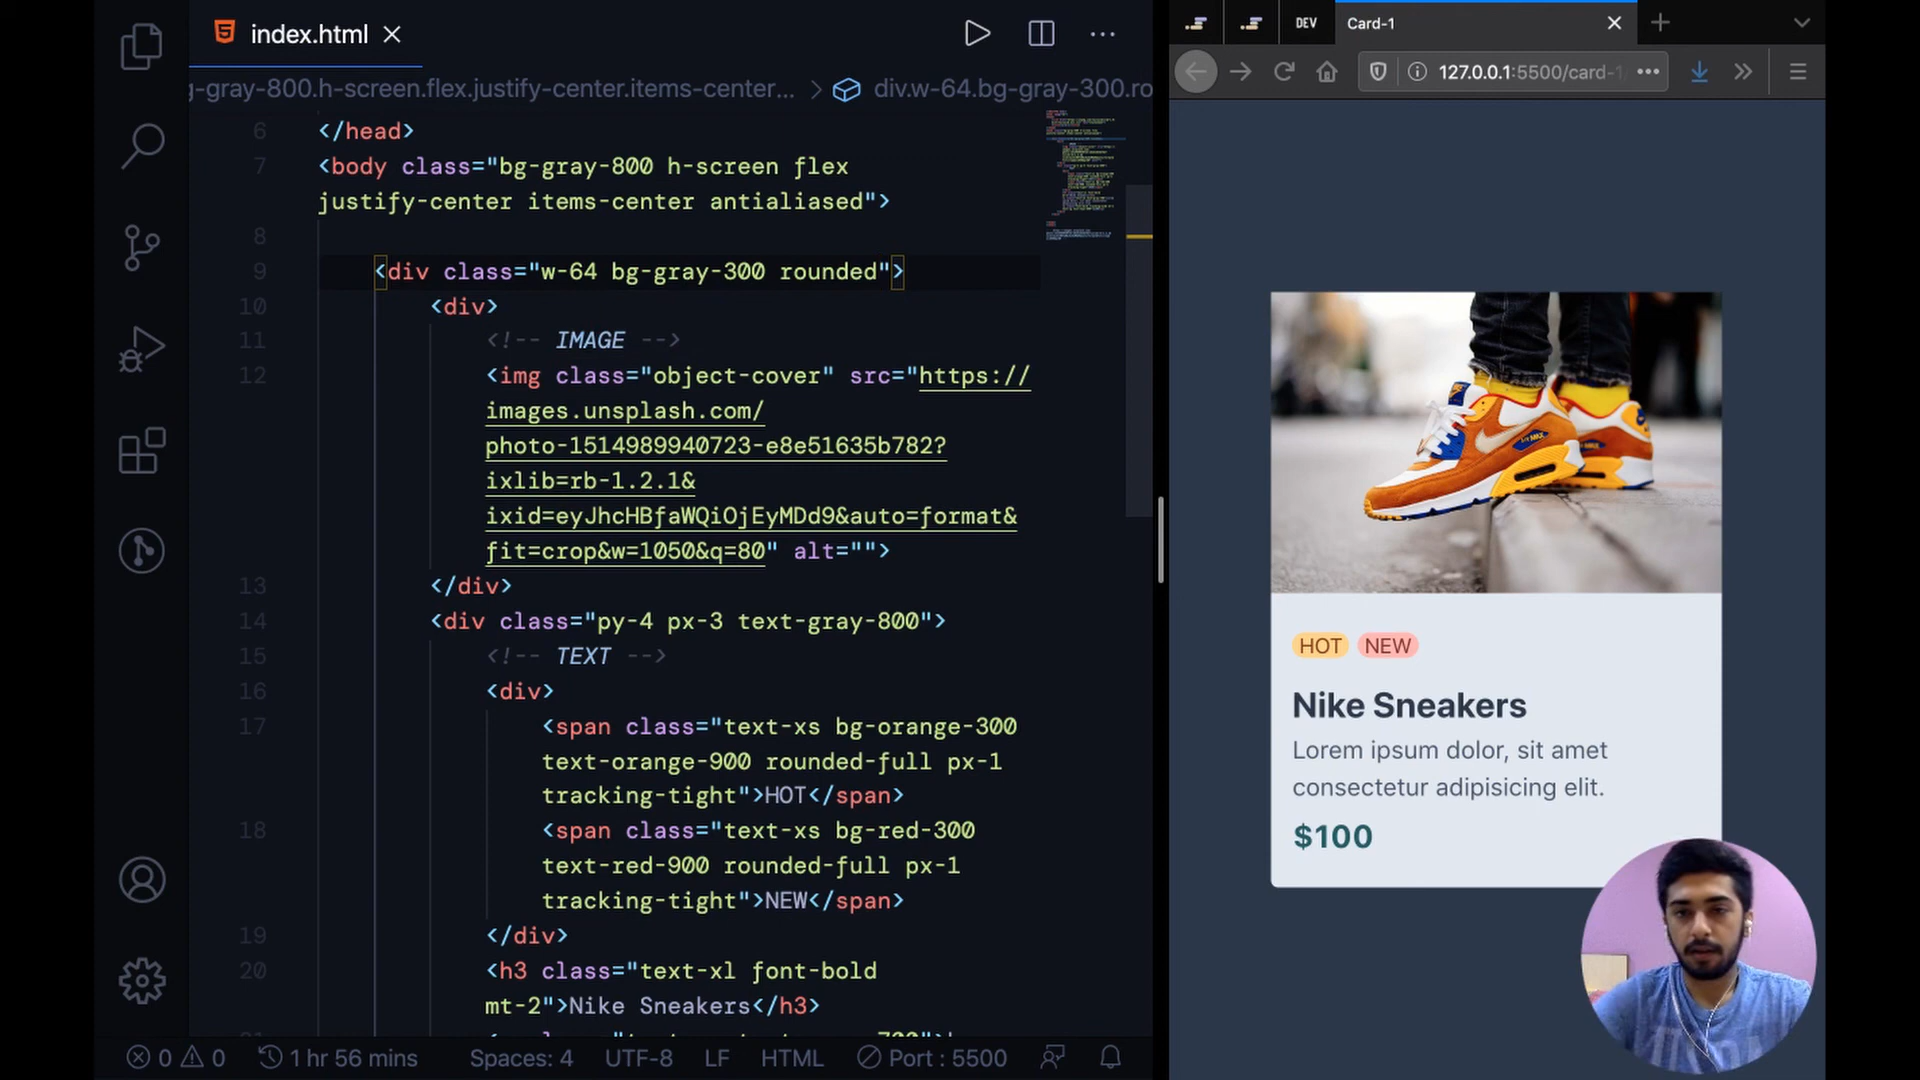 index.html
g-gray-800.h-screen.flex.justify-center.items-center... > div.w-64.bg-gray-300.ro
6 </head>
7 <body class="bg-gray-800 h-screen flex
justify-center items-center antialiased">
8
9 <div class="w-64 bg-gray-300 rounded">
10 <div>
11 <!-- IMAGE -->
12 <img class="object-cover" src="https://
images.unsplash.com/
photo-1514989940723-e8e51635b782?
ixlib=rb-1.2.1&
ixid=eyJhcHBfaWQiOjEyMDd9&auto=format&
fit=crop&w=1050&q=80" alt="">
13 </div>
14 <div class="py-4 px-3 text-gray-800">
15 <!-- TEXT -->
16 <div>
17 <span class="text-xs bg-orange-300
text-orange-900 rounded-full px-1
tracking-tight">HOT</span>
18 <span class="text-xs bg-red-300
text-red-900 rounded-full px-1
tracking-tight">NEW</span>
19 </div>
20 <h3 class="text-xl font-bold
mt-2">Nike Sneakers</h3>
0 0 1 hr 56 mins Spaces: 4 UTF-8 LF HTML Port : 5500
DEV Card-1
127.0.0.1:5500/card-1
HOT NEW
Nike Sneakers
Lorem ipsum dolor, sit amet
consectetur adipisicing elit.
$100